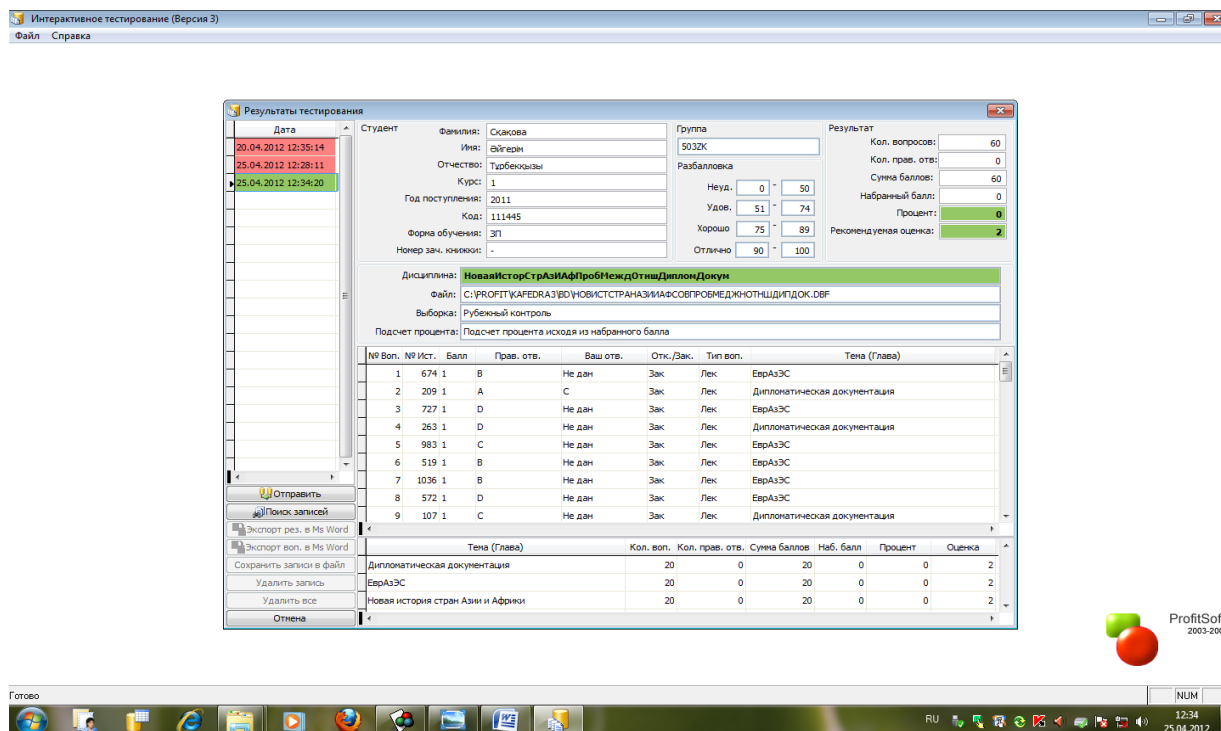 Интерактивное тестирование (Версия 3)
Файл Справка
Результаты тестирования
Дата
20.04.2012 12:35:14
25.04.2012 12:28:11
25.04.2012 12:34:20
Отправить
Поиск записей
Экспорт рез. в Ms Word
Экспорт воп. в Ms Word
Сохранить записи в файл
Удалить запись
Удалить все
Отмена
Студент
Фамилия: Скакова
Имя: Әйгерім
Отчество: Тұрбекқызы
Курс: 1
Год поступления: 2011
Код: 111445
Форма обучения: ЗП
Номер зач. книжки: -
Группа
503ZK
Разбалловка
Неуд. 0 - 50
Удов. 51 - 74
Хорошо 75 - 89
Отлично 90 - 100
Результат
Кол. вопросов: 60
Кол. прав. отв: 0
Сумма баллов: 60
Набранный балл: 0
Процент: 0
Рекомендуемая оценка: 2
Дисциплина: НоваяИсторСтрАзИАфПробМеждОтншДипломДокум
Файл: C:\PROFIT\KAFEDRA3\BD\НОВИСТСТРАНАЗИИАФСОВПРОБМЕДЖНОТНШДИПДОК.DBF
Выборка: Рубежный контроль
Подсчет процента: Подсчет процента исходя из набранного балла
№ Воп. № Ист. Балл Прав. отв. Ваш отв. Отк./Зак. Тип воп. Тема (Глава)
1 674 1 B Не дан Зак Лек ЕврАзЭС
2 209 1 A C Зак Лек Дипломатическая документация
3 727 1 D Не дан Зак Лек ЕврАзЭС
4 263 1 D Не дан Зак Лек Дипломатическая документация
5 983 1 C Не дан Зак Лек ЕврАзЭС
6 519 1 B Не дан Зак Лек ЕврАзЭС
7 1036 1 B Не дан Зак Лек ЕврАзЭС
8 572 1 D Не дан Зак Лек ЕврАзЭС
9 107 1 C Не дан Зак Лек Дипломатическая документация
Тема (Глава) Кол. воп. Кол. прав. отв. Сумма баллов Наб. балл Процент Оценка
Дипломатическая документация 20 0 20 0 0 2
ЕврАзЭС 20 0 20 0 0 2
Новая история стран Азии и Африки 20 0 20 0 0 2
ProfitSof
2003-200
Готово
NUM
RU
12:34
25.04.2012